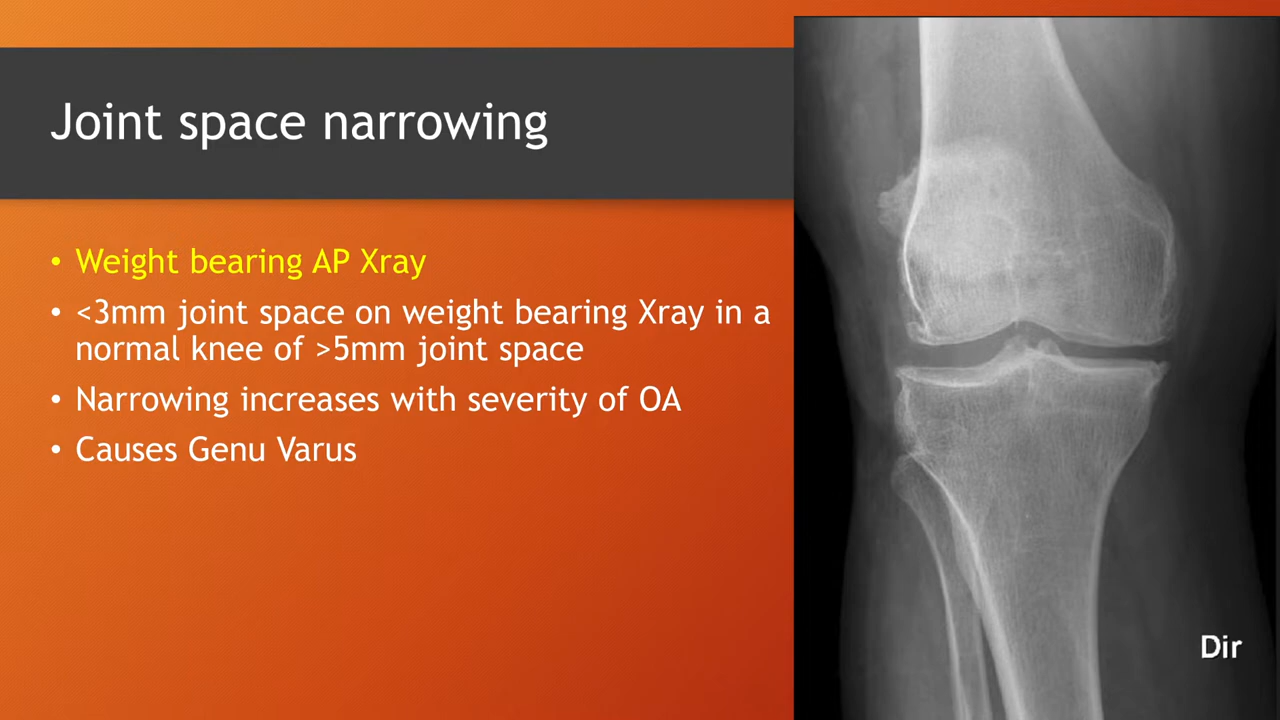 Joint space narrowing
• Weight bearing AP Xray
• <3mm joint space on weight bearing Xray in a
normal knee of >5mm joint space
• Narrowing increases with severity of OA
• Causes Genu Varus
Dir